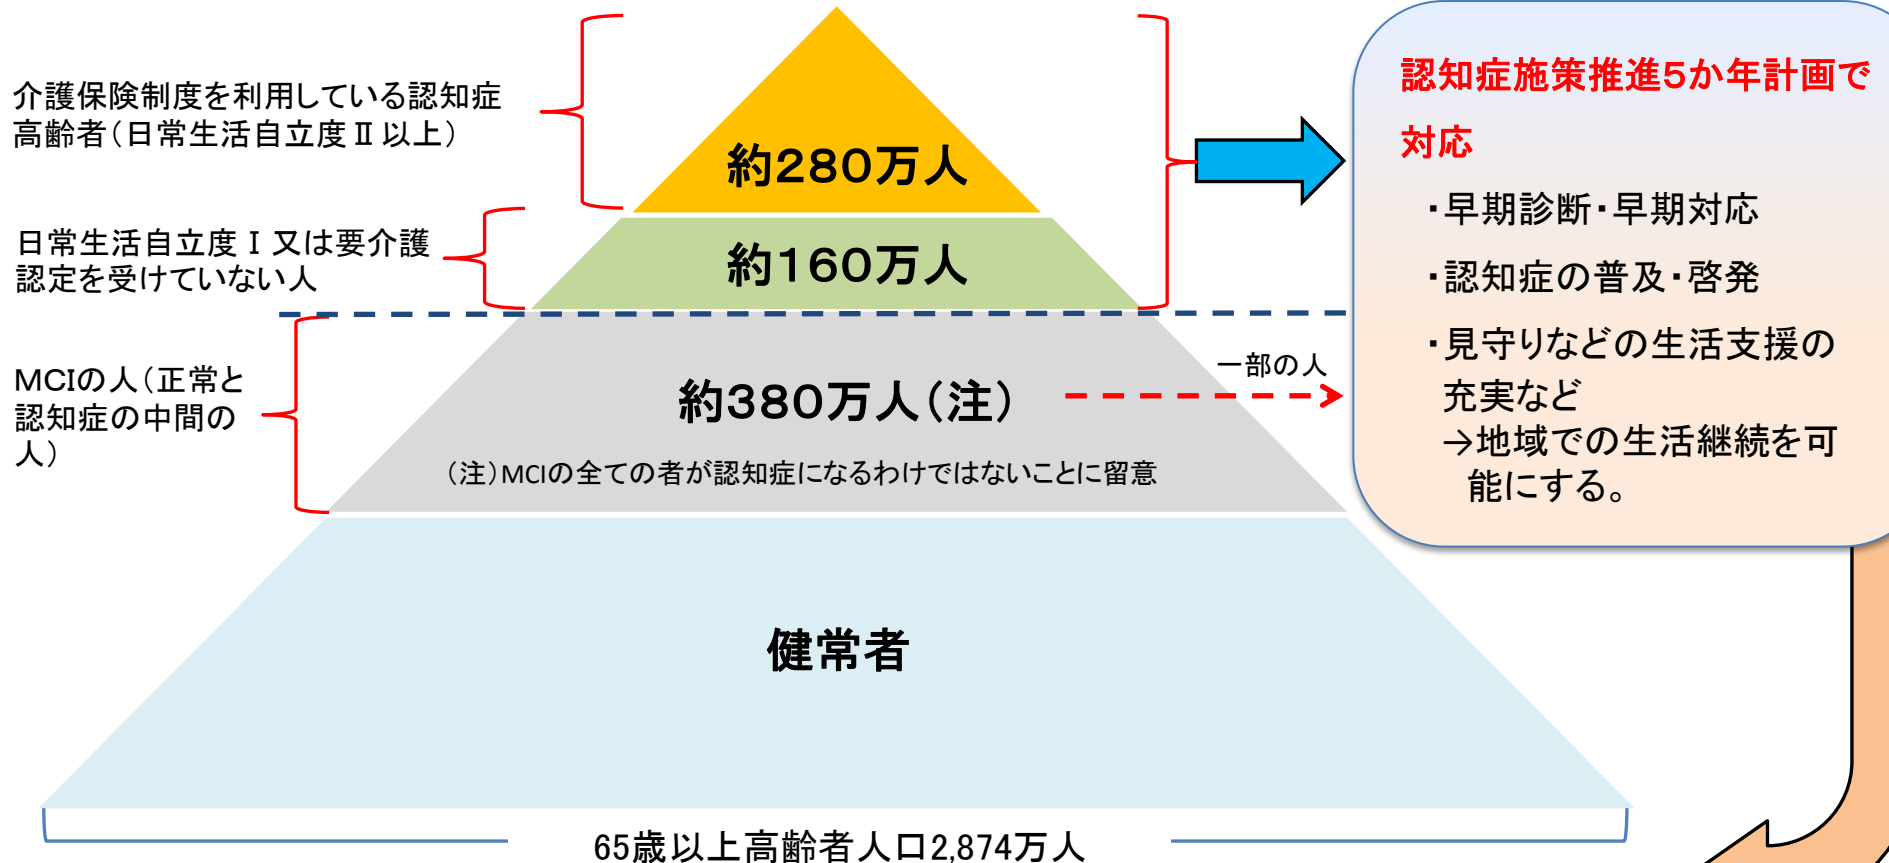 介護保険制度を利用している認知症
高齢者（日常生活自立度Ⅱ以上）
約２８０万人
日常生活自立度Ⅰ又は要介護
認定を受けていない人
約１６０万人
MCIの人（正常と
認知症の中間の
人）
約３８０万人（注）
（注）MCIの全ての者が認知症になるわけではないことに留意
一部の人
健常者
65歳以上高齢者人口2,874万人
認知症施策推進５か年計画で
対応
・早期診断・早期対応
・認知症の普及・啓発
・見守りなどの生活支援の
充実など
→地域での生活継続を可
能にする。